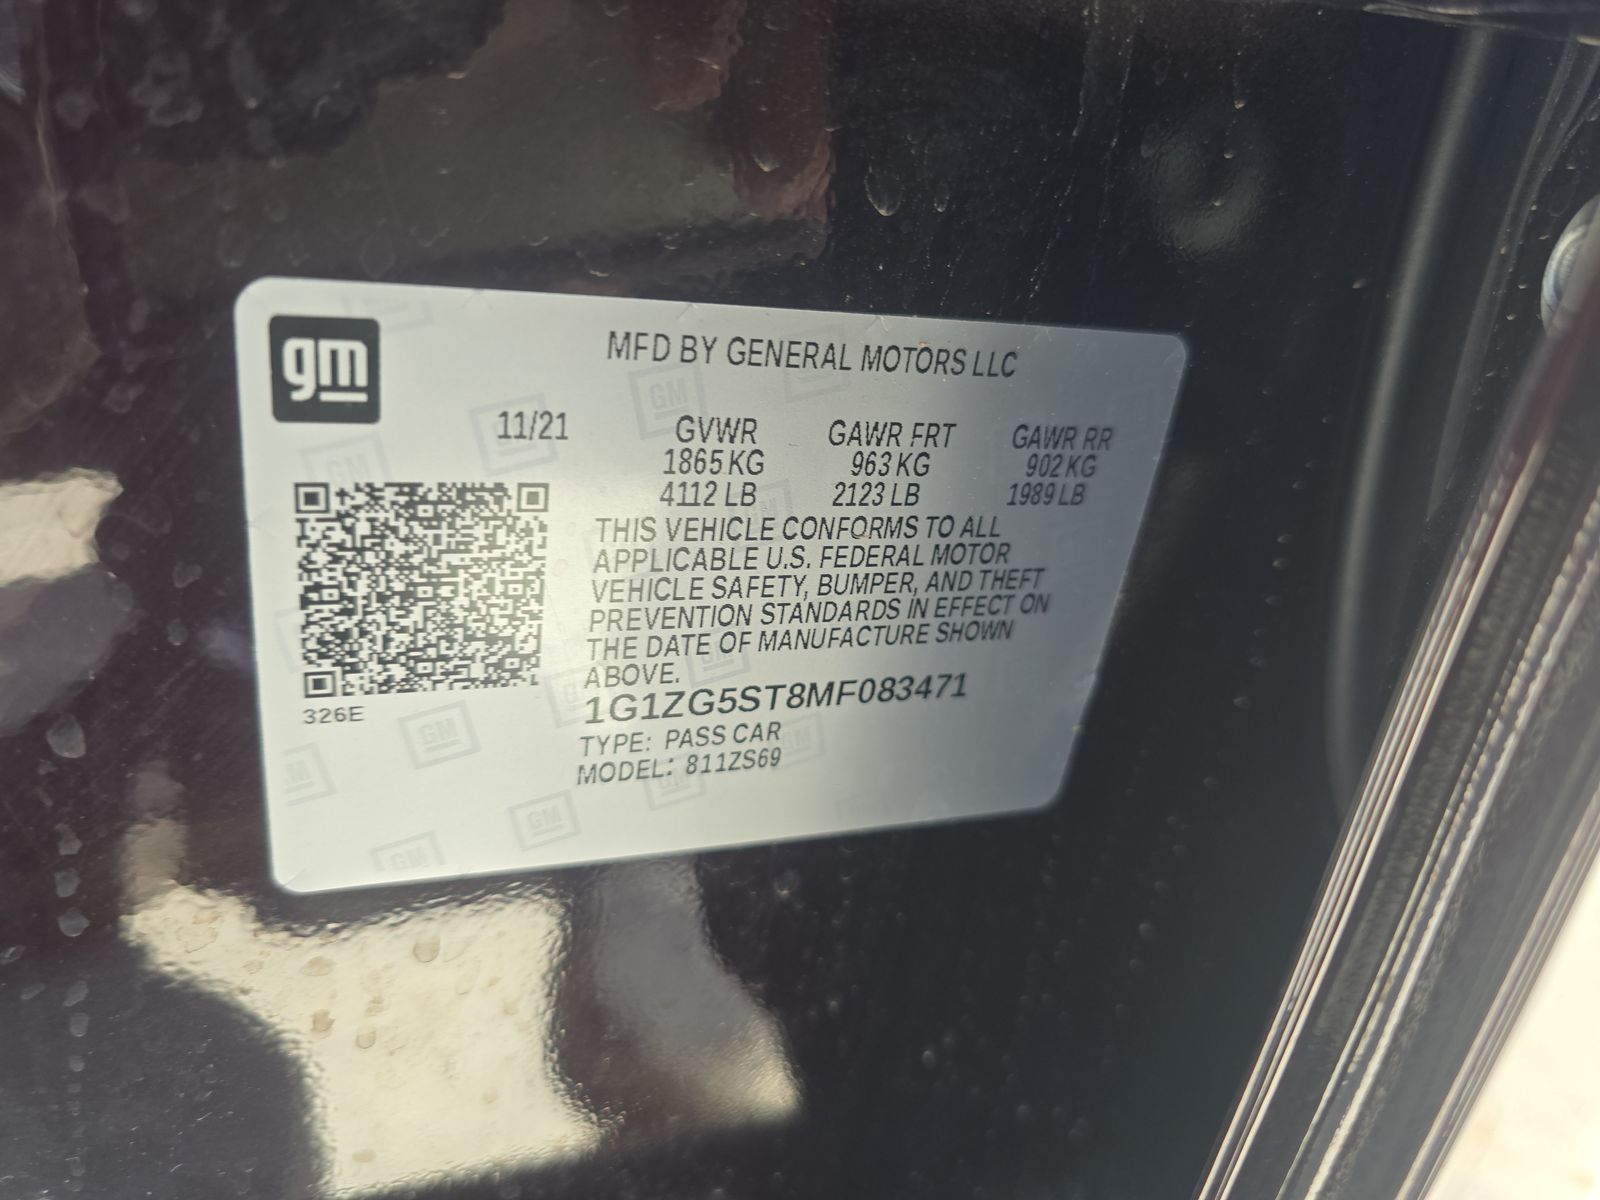 gm
MFD BY GENERAL MOTORS LLC
11/21 GVWR GAWR FRT GAWR RR
1865 KG 963 KG 902 KG
4112 LB 2123 LB 1989 LB
THIS VEHICLE CONFORMS TO ALL
APPLICABLE U.S. FEDERAL MOTOR
VEHICLE SAFETY, BUMPER, AND THEFT
PREVENTION STANDARDS IN EFFECT ON
THE DATE OF MANUFACTURE SHOWN
ABOVE.
1G1ZG5ST8MF083471
326E
TYPE: PASS CAR
MODEL: 811ZS69